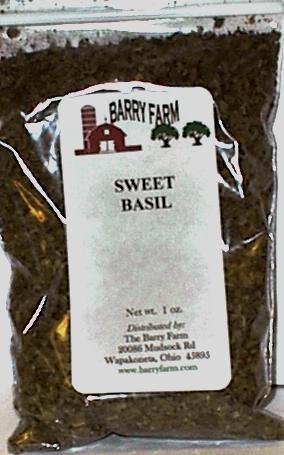 BARRY FARM
SWEET
BASIL
Net wt. 1 oz.
Distributed by:
The Barry Farm
20086 Mudsock Rd
Wapakoneta, Ohio 45895
www.barryfarm.com